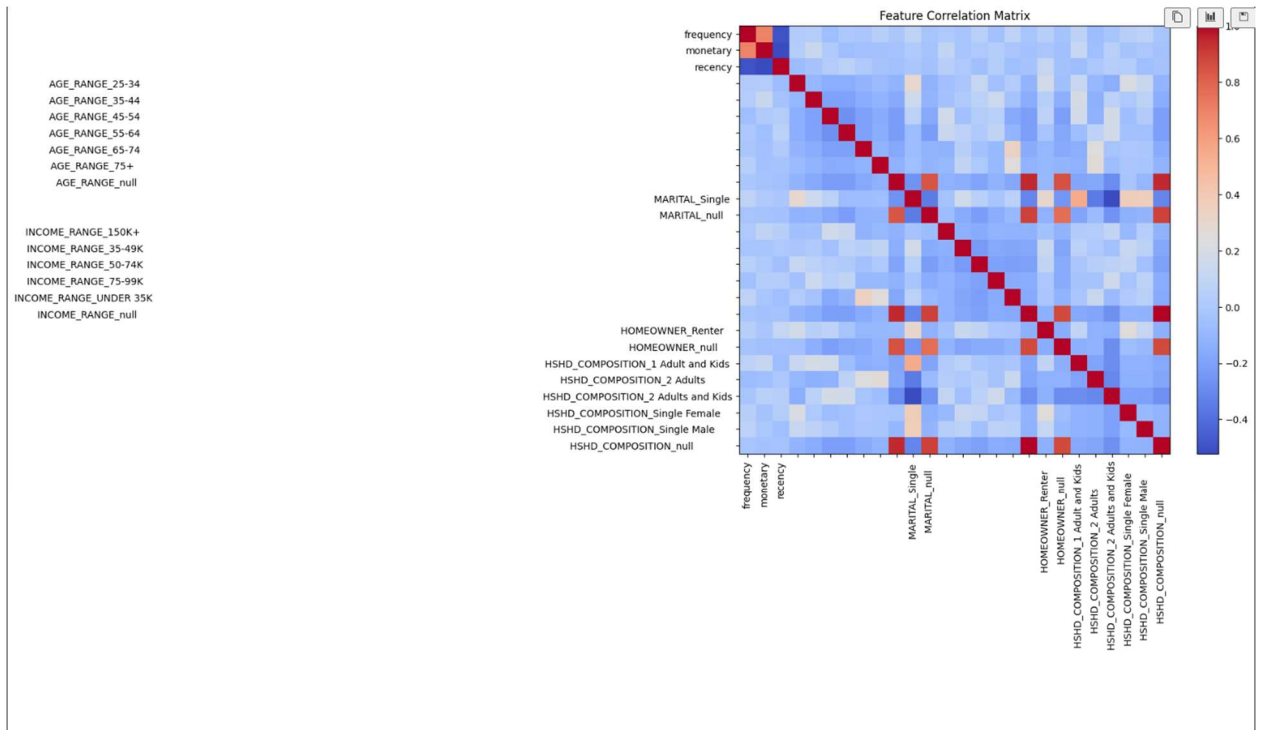 Feature Correlation Matrix
frequency
monetary
recency
AGE_RANGE_25-34
AGE_RANGE_35-44
AGE_RANGE_45-54
AGE_RANGE_55-64
AGE_RANGE_65-74
AGE_RANGE_75+
AGE_RANGE_null
MARITAL_Single
MARITAL_null
INCOME_RANGE_150K+
INCOME_RANGE_35-49K
INCOME_RANGE_50-74K
INCOME_RANGE_75-99K
INCOME_RANGE_UNDER 35K
INCOME_RANGE_null
HOMEOWNER_Renter
HOMEOWNER_null
HSHD_COMPOSITION_1 Adult and Kids
HSHD_COMPOSITION_2 Adults
HSHD_COMPOSITION_2 Adults and Kids
HSHD_COMPOSITION_Single Female
HSHD_COMPOSITION_Single Male
HSHD_COMPOSITION_null
frequency
monetary
recency
MARITAL_Single
MARITAL_null
HOMEOWNER_Renter
HOMEOWNER_null
HSHD_COMPOSITION_1 Adult and Kids
HSHD_COMPOSITION_2 Adults
HSHD_COMPOSITION_2 Adults and Kids
HSHD_COMPOSITION_Single Female
HSHD_COMPOSITION_Single Male
HSHD_COMPOSITION_null
0.8
0.6
0.4
0.2
0.0
−0.2
−0.4